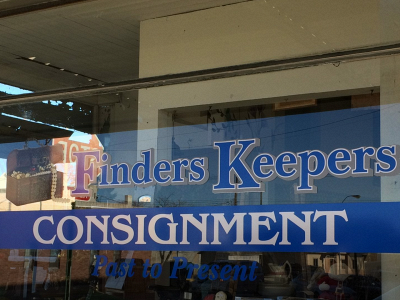 Finders Keepers
CONSIGNMENT
Past to Present